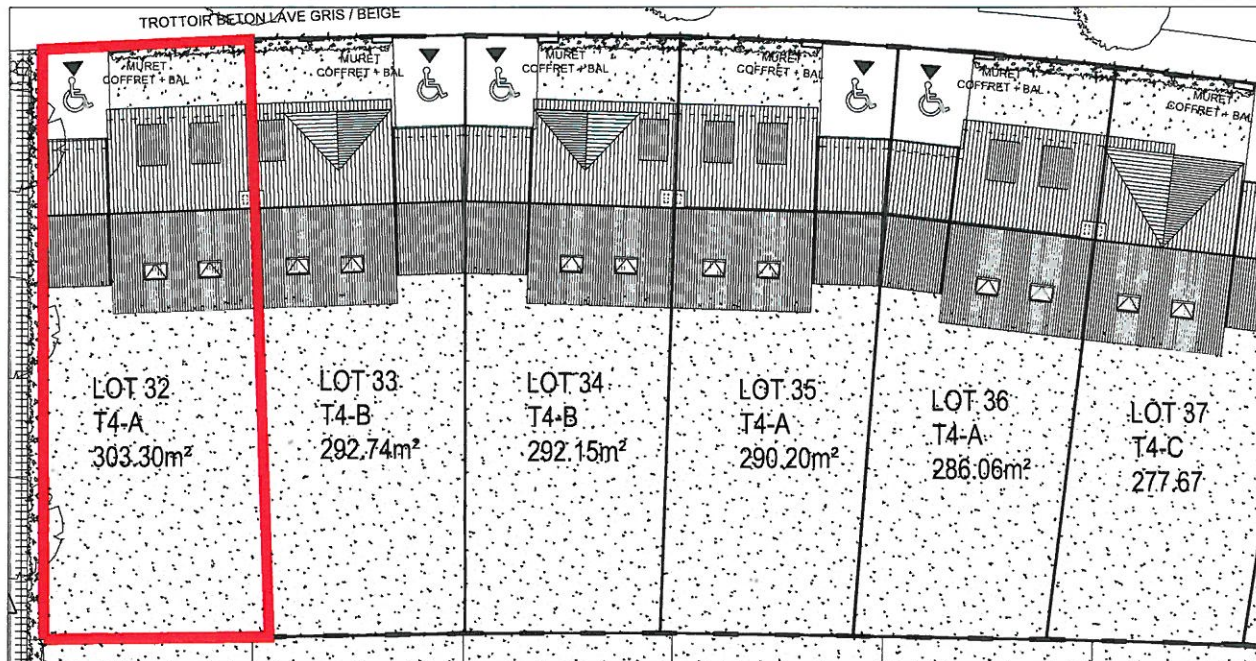 TROTTOIR BETON LAVE GRIS / BEIGE
MURET
COFFRET + BAL
MURET
COFFRET + BAL
MURET
COFFRET + BAL
MURET
COFFRET + BAL
MURET
COFFRET + BAL
MURET
COFFRET + BAL
LOT 32
T4-A
303.30m²
LOT 33
T4-B
292.74m²
LOT 34
T4-B
292.15m²
LOT 35
T4-A
290.20m²
LOT 36
T4-A
286.06m²
LOT 37
T4-C
277.67